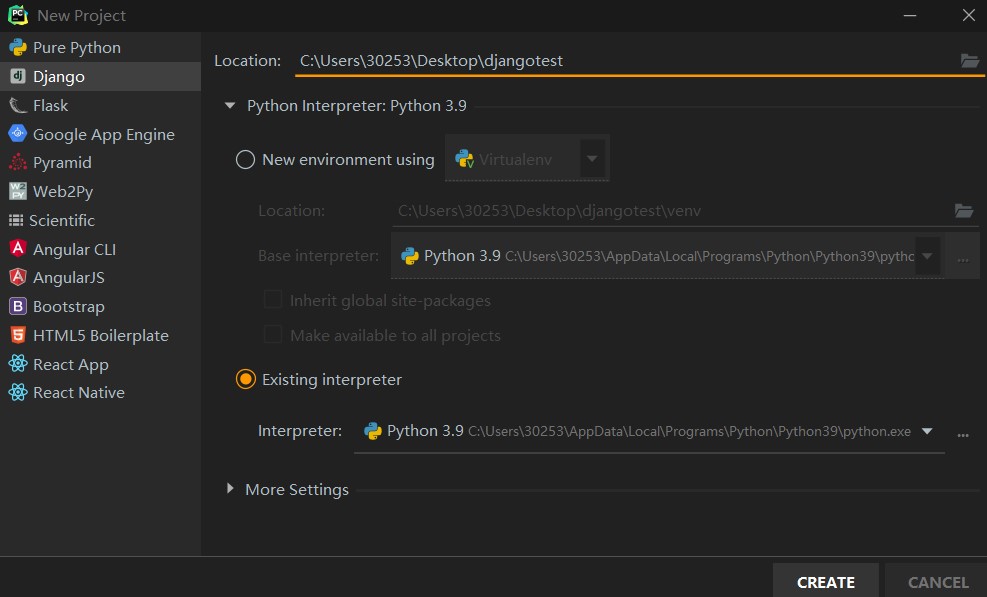 New Project
Pure Python
Django
Flask
Google App Engine
Pyramid
Web2Py
Scientific
Angular CLI
AngularJS
Bootstrap
HTML5 Boilerplate
React App
React Native
Location: C:\Users\30253\Desktop\djangotest
Python Interpreter: Python 3.9
New environment using Virtualenv
Location: C:\Users\30253\Desktop\djangotest\venv
Base interpreter: Python 3.9 C:\Users\30253\AppData\Local\Programs\Python\Python39\pythc ...
Inherit global site-packages
Make available to all projects
Existing interpreter
Interpreter: Python 3.9 C:\Users\30253\AppData\Local\Programs\Python\Python39\python.exe ...
More Settings
CREATE CANCEL